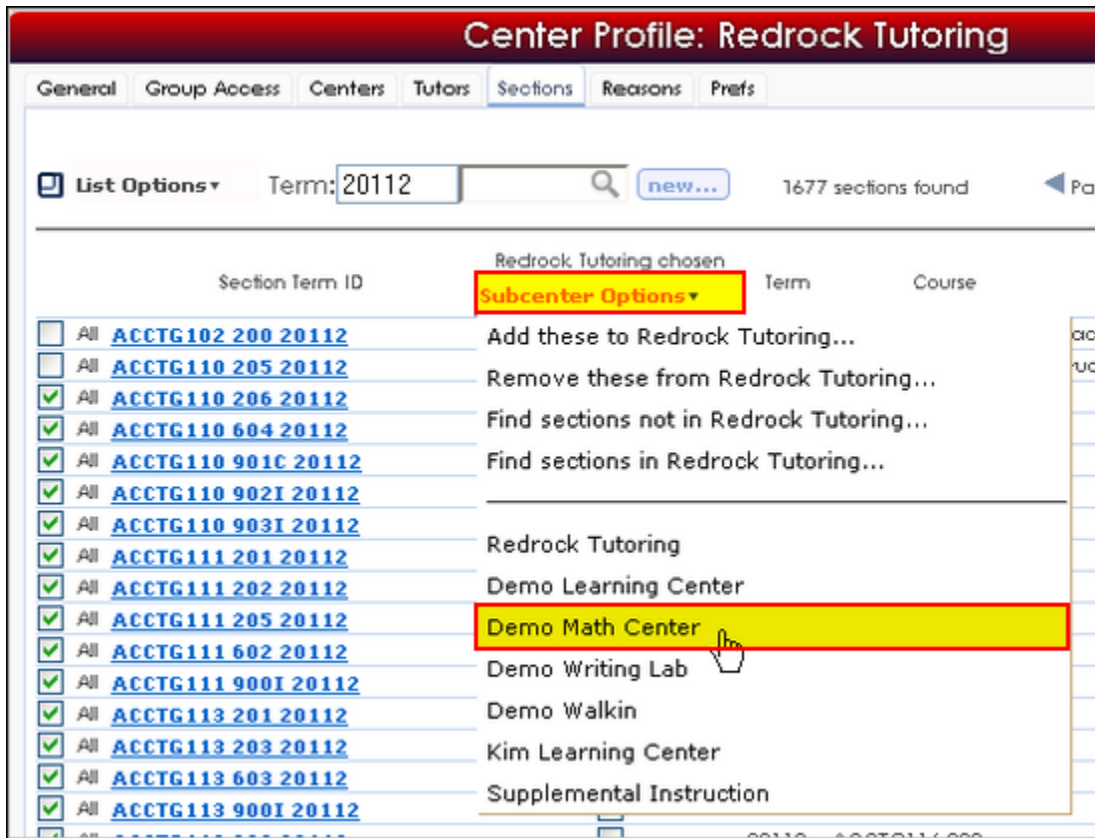 Center Profile: Redrock Tutoring
General Group Access Centers Tutors Sections Reasons Prefs
List Options▾ Term: 20112 new... 1677 sections found Pa
Redrock Tutoring chosen
Section Term ID Subcenter Options▾ Term Course
All ACCTG102 200 20112
All ACCTG110 205 20112
All ACCTG110 206 20112
All ACCTG110 604 20112
All ACCTG110 901C 20112
All ACCTG110 902I 20112
All ACCTG110 903I 20112
All ACCTG111 201 20112
All ACCTG111 202 20112
All ACCTG111 205 20112
All ACCTG111 602 20112
All ACCTG111 900I 20112
All ACCTG113 201 20112
All ACCTG113 203 20112
All ACCTG113 603 20112
All ACCTG113 900I 20112
Add these to Redrock Tutoring...
Remove these from Redrock Tutoring...
Find sections not in Redrock Tutoring...
Find sections in Redrock Tutoring...
Redrock Tutoring
Demo Learning Center
Demo Math Center
Demo Writing Lab
Demo Walkin
Kim Learning Center
Supplemental Instruction